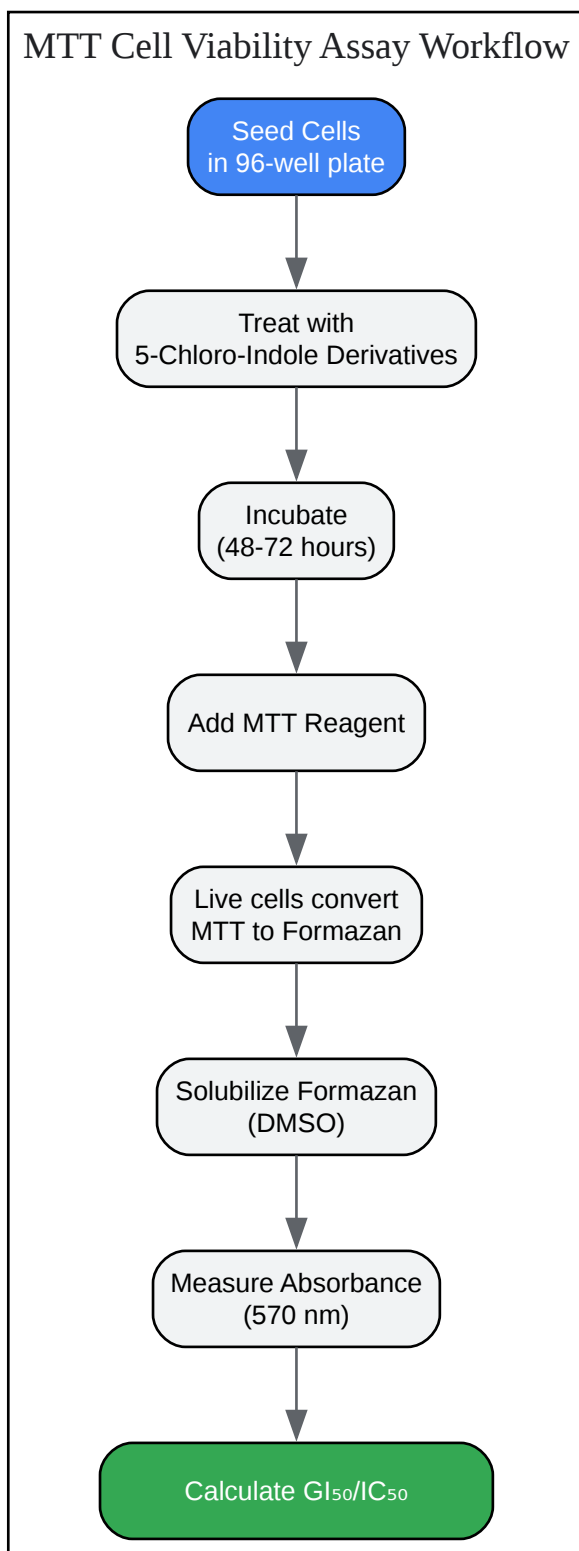 MTT Cell Viability Assay Workflow
Seed Cells
in 96-well plate
Treat with
5-Chloro-Indole Derivatives
Incubate
(48-72 hours)
Add MTT Reagent
Live cells convert
MTT to Formazan
Solubilize Formazan
(DMSO)
Measure Absorbance
(570 nm)
Calculate GI₅₀/IC₅₀